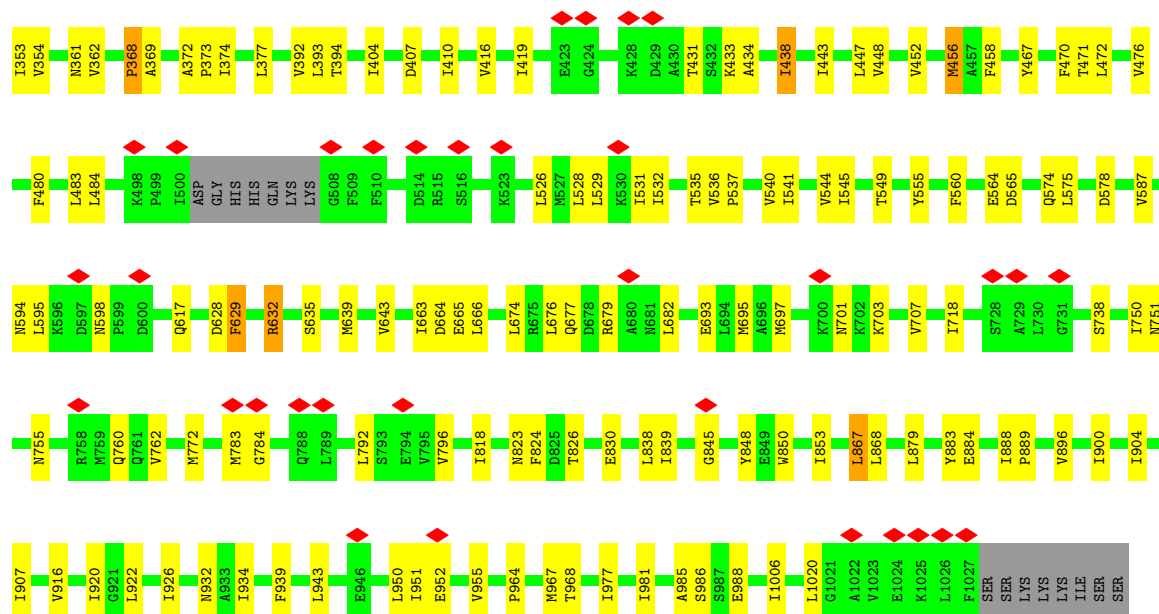 I353 V354 N361 V362 P368 A369 A372 P373 I374 L377 V392 L393 T394 I404 D407 I410 V416 I419 E423 G424 K428 D429 A430 T431 S432 K433 A434 I438 I443 L447 V448 V452 M456 A457 F458 Y467 F470 T471 L472 V476
F480 L483 L484 K498 P499 I500 ASP GLY HIS HIS GLN LYS LYS G508 F509 F510 D514 R515 S516 K523 L526 M527 L528 L529 K530 I531 I532 T535 V536 P537 V540 I541 V544 I545 T549 Y555 F560 E564 D565 Q574 L575 D578 V587
N594 L595 K596 D597 N598 P599 D600 Q617 D628 F629 R632 S635 M639 V643 I663 D664 E665 L666 L674 R675 L676 Q677 D678 R679 A680 N681 L682 E693 L694 M695 A696 M697 K700 N701 K702 K703 V707 I718 S728 A729 L730 G731 S738 I750 N751
N755 R758 M759 Q760 Q761 V762 M772 M783 G784 Q788 L789 L792 S793 E794 V795 V796 I818 N823 F824 D825 T826 E830 L838 I839 G845 Y848 E849 W850 I853 L867 L868 L879 Y883 E884 I888 P889 V896 I900 I904
I907 V916 I920 G921 L922 I926 N932 A933 I934 F939 L943 E946 L950 I951 E952 V955 P964 M967 T968 I977 I981 A985 S986 S987 E988 I1006 L1020 G1021 A1022 V1023 E1024 K1025 L1026 F1027 SER SER LYS LYS LYS ILE SER SER